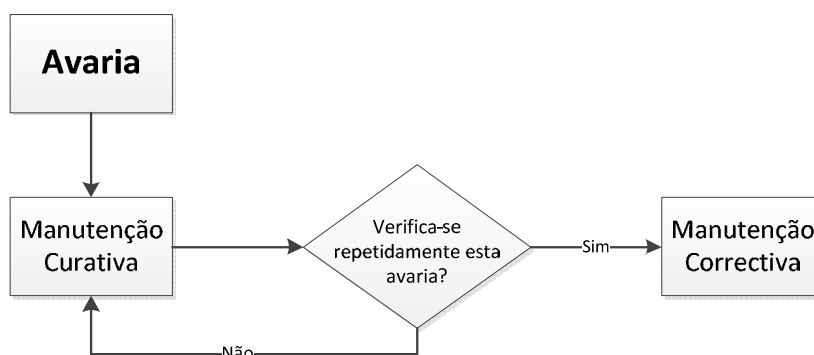 Avaria
Manutenção
Curativa
Verifica-se
repetidamente esta
avaria?
Sim
Manutenção
Correctiva
Não